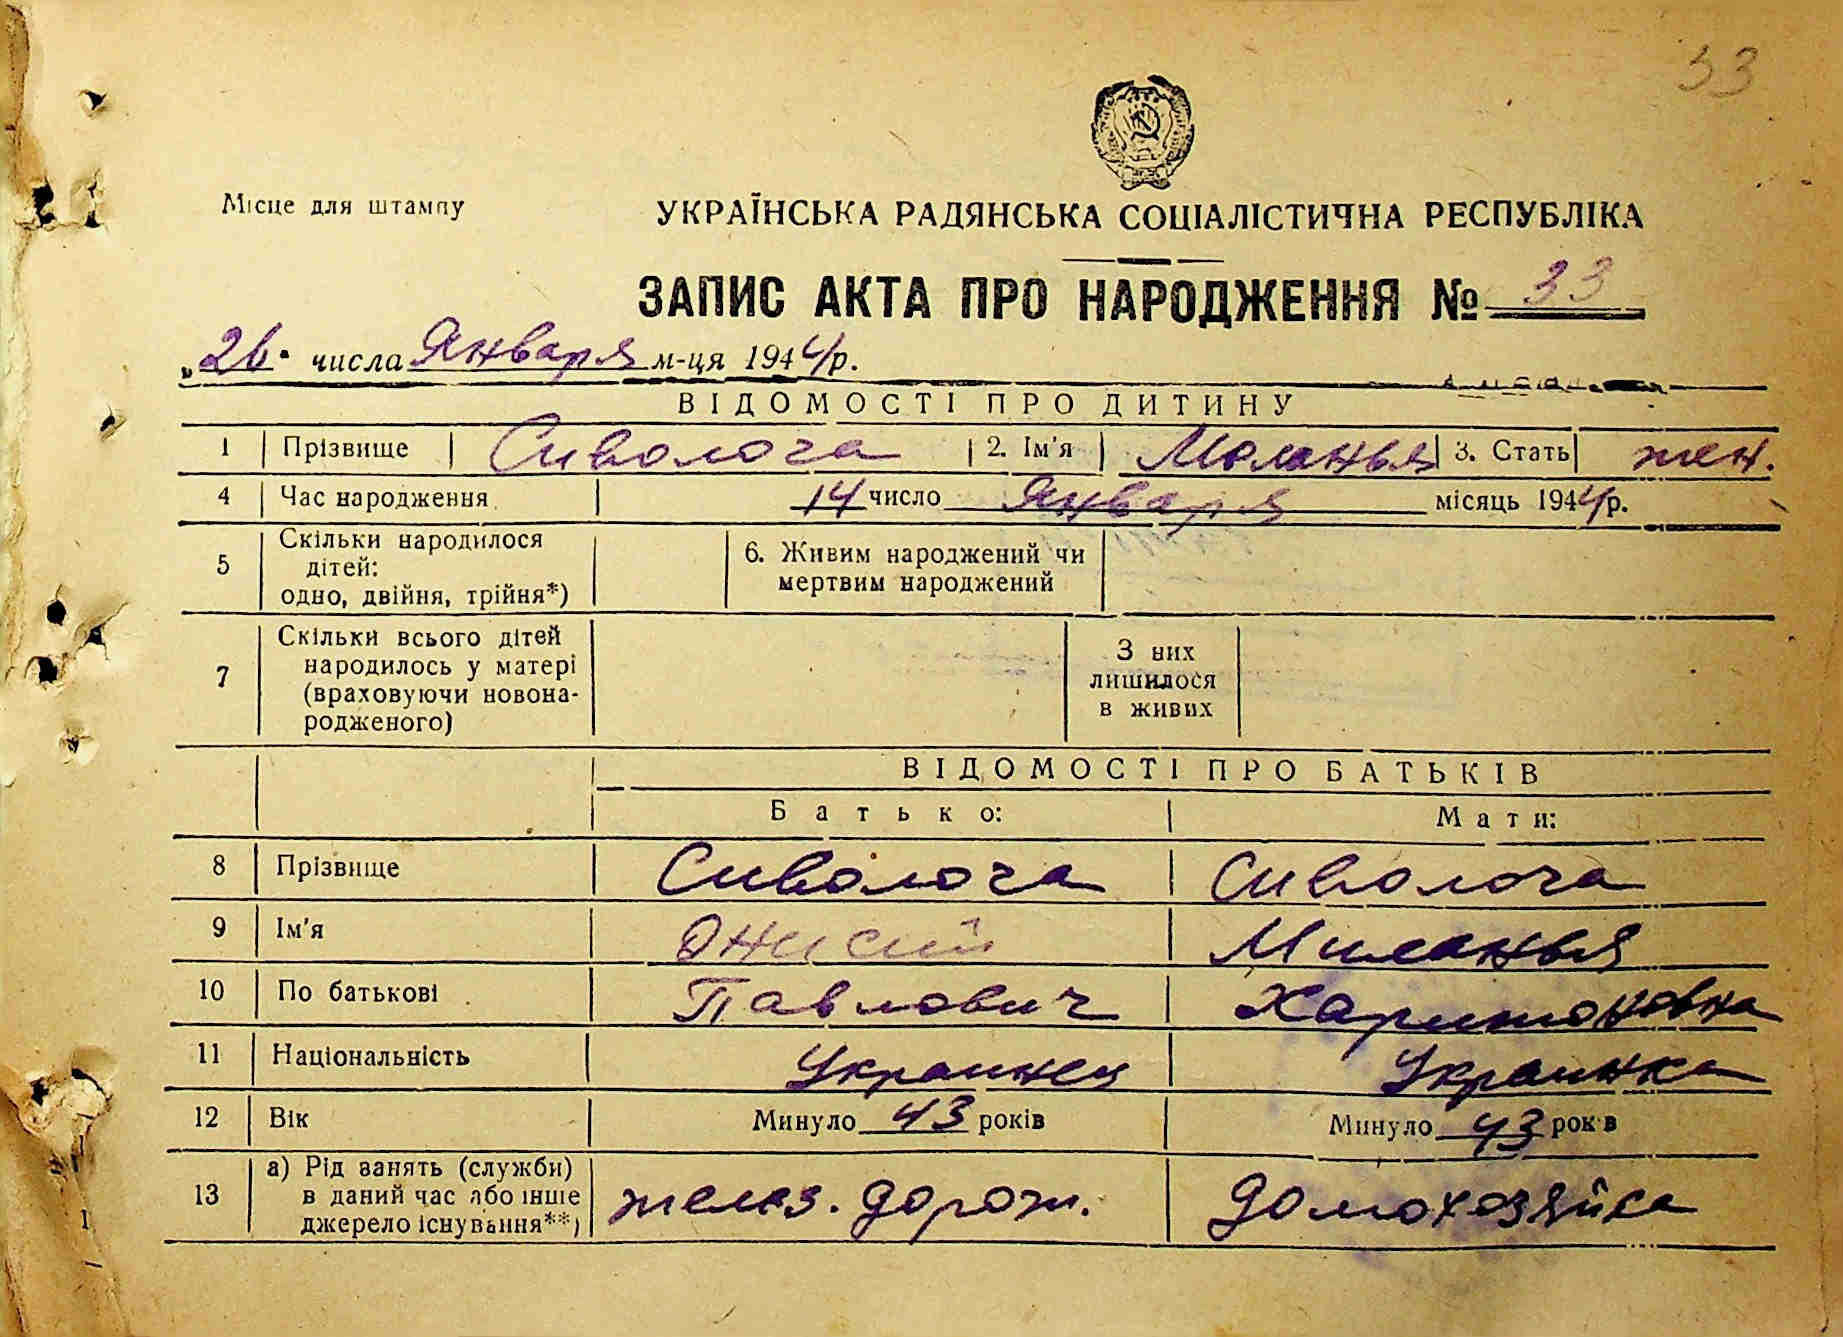 33
Місце для штампу
УКРАЇНСЬКА РАДЯНСЬКА СОЦІАЛІСТИЧНА РЕСПУБЛІКА
ЗАПИС АКТА ПРО НАРОДЖЕННЯ № 33
„26" числа Января м-ця 1944р.
ВІДОМОСТІ ПРО ДИТИНУ
1 Прізвище Сиволога 2. Ім'я Меланья 3. Стать жен.
4 Час народження 14 число Января місяць 1944р.
5 Скільки народилося дітей: одно, двійня, трійня*) 6. Живим народжений чи мертвим народжений
7 Скільки всього дітей народилось у матері (враховуючи новонародженого) З них лишилося в живих
ВІДОМОСТІ ПРО БАТЬКІВ
Батько: Мати:
8 Прізвище Сиволога Сиволога
9 Ім'я Онисий Миланья
10 По батькові Павлович Харитоновна
11 Національність Украинец Украинка
12 Вік Минуло 43 років Минуло 43 років
13 а) Рід занять (служби) в даний час або інше джерело існування**) желез. дорож. домохозяйка